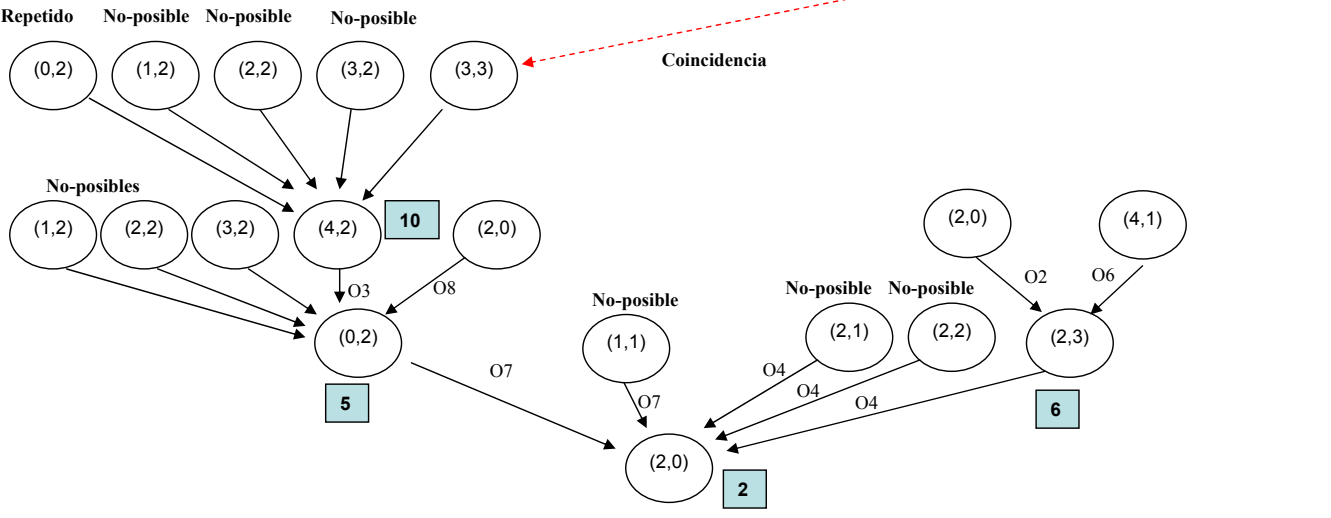 Repetido No-posible No-posible No-posible
(0,2) (1,2) (2,2) (3,2) (3,3) Coincidencia
No-posibles
(1,2) (2,2) (3,2) (4,2) 10 (2,0) (2,0) (4,1)
O3 O8 O2 O6
No-posible No-posible No-posible
(0,2) (1,1) (2,1) (2,2) (2,3)
O7 O4
5 O7 O4 O4 6
(2,0)
2